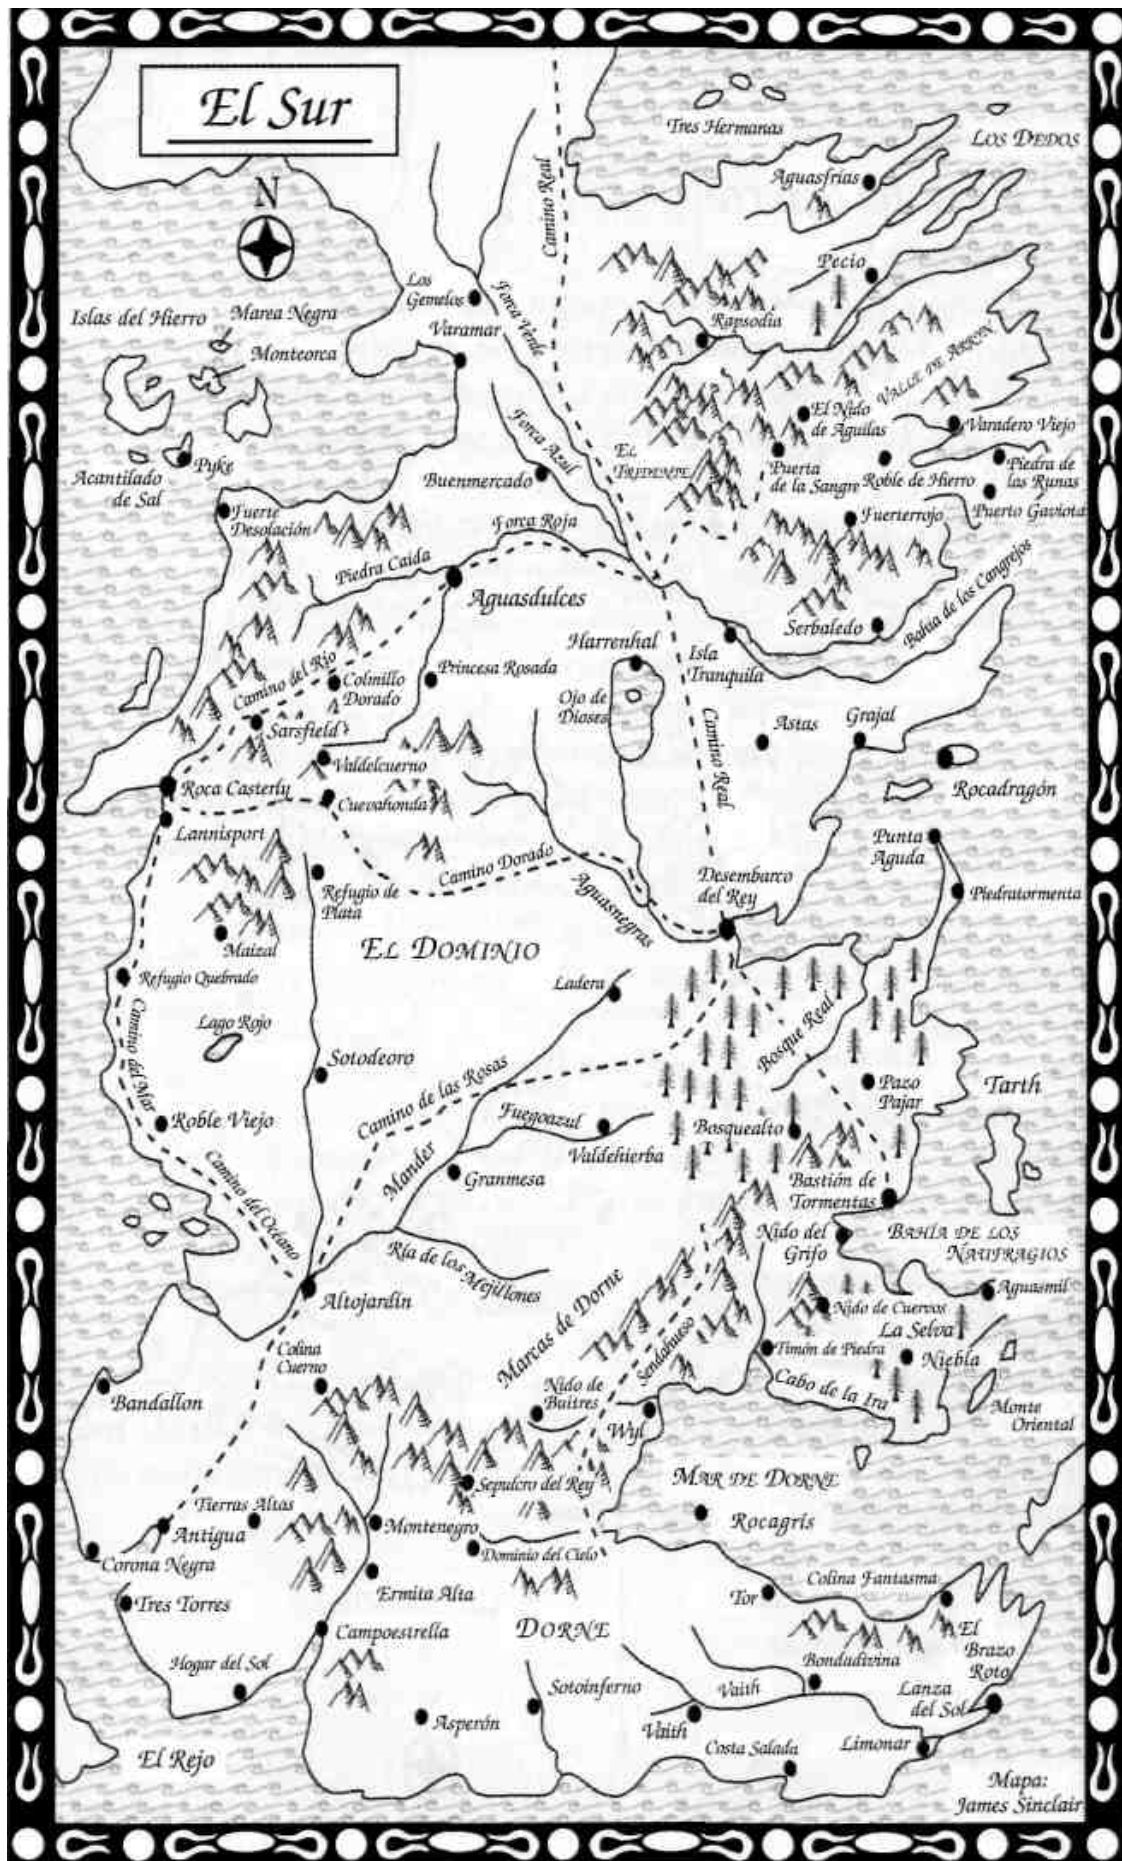 El Sur
N
Tres Hermanas
LOS DEDOS
Aguasfrías
Camino Real
Pecio
Los
Gemelos
Forca Verde
Islas del Hierro
Marea Negra
Varamar
Monteorca
Rapsodia
VALLE DE ARRYN
El Nido
de Águilas
Varadero Viejo
Forca Azul
EL
TRIDENTE
Pyke
Acantilado
de Sal
Buenmercado
Puerta
de la Sangre
Roble de Hierro
Piedra de
las Runas
Puerto Gaviota
Fuerte
Desolación
Forca Roja
Fuerterrojo
Piedra Caída
Aguasdulces
Bahía de los Cangrejos
Serbaledo
Harrenhal
Isla
Tranquila
Camino del Río
Colmillo
Dorado
Princesa Rosada
Ojo de
Dioses
Sarsfield
Astas
Grajal
Camino Real
Valdelcuerno
Roca Casterly
Cuevahonda
Rocadragón
Lannisport
Punta
Aguda
Camino Dorado
Desembarco
del Rey
Refugio de
Plata
Aguasnegras
Piedratormenta
Maizal
EL DOMINIO
Refugio Quebrado
Ladera
Lago Rojo
Camino del Mar
Bosque Real
Sotodeoro
Camino de las Rosas
Pazo
Pajar
Tarth
Roble Viejo
Fuegoazul
Bosquealto
Valdehierba
Mander
Granmesa
Bastión de
Tormentas
Camino del Océano
Nido del
Grifo
BAHÍA DE LOS
NAUFRAGIOS
Ría de los Mejillones
Altojardín
Aguasmil
Marcas de Dorne
Nido de Cuervos
La Selva
Sendahueso
Colina
Cuerno
Timón de Piedra
Niebla
Bandallon
Nido de
Buitres
Cabo de la Ira
Monte
Oriental
Wyl
MAR DE DORNE
Sepulcro del Rey
Tierras Altas
Rocagrís
Antigua
Montenegro
Dominio del Cielo
Corona Negra
Ermita Alta
Colina Fantasma
Tor
Tres Torres
Campoestrella
DORNE
El
Brazo
Roto
Hogar del Sol
Bondadivina
Sotoinferno
Vaith
Lanza
del Sol
Asperón
Vaith
Costa Salada
Limonar
El Rejo
Mapa:
James Sinclair